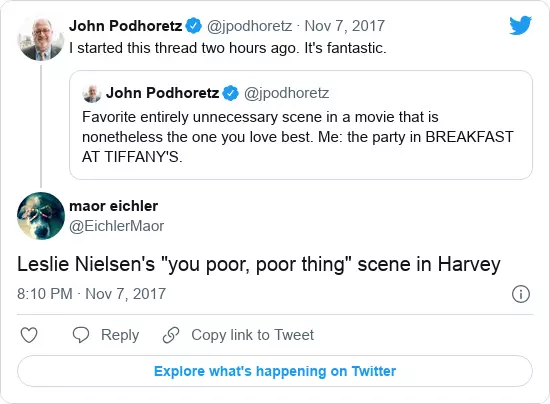 John Podhoretz @jpodhoretz · Nov 7, 2017
I started this thread two hours ago. It's fantastic.
John Podhoretz @jpodhoretz
Favorite entirely unnecessary scene in a movie that is
nonetheless the one you love best. Me: the party in BREAKFAST
AT TIFFANY'S.
maor eichler
@EichlerMaor
Leslie Nielsen's "you poor, poor thing" scene in Harvey
8:10 PM · Nov 7, 2017
Reply Copy link to Tweet
Explore what's happening on Twitter